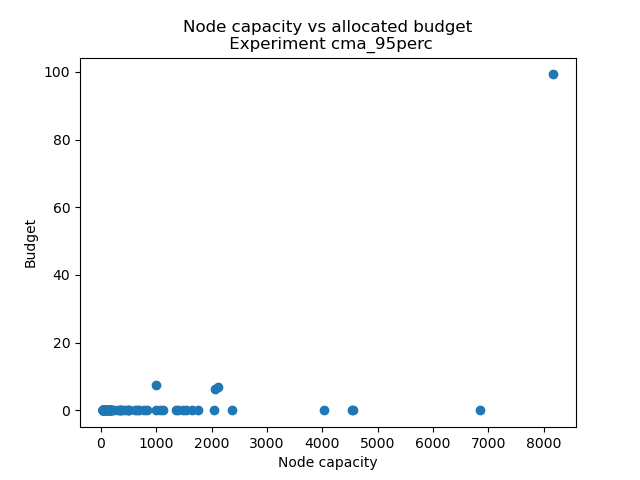 Node capacity vs allocated budget
Experiment cma_95perc
100
80
60
40
20
0
Budget
0 1000 2000 3000 4000 5000 6000 7000 8000
Node capacity